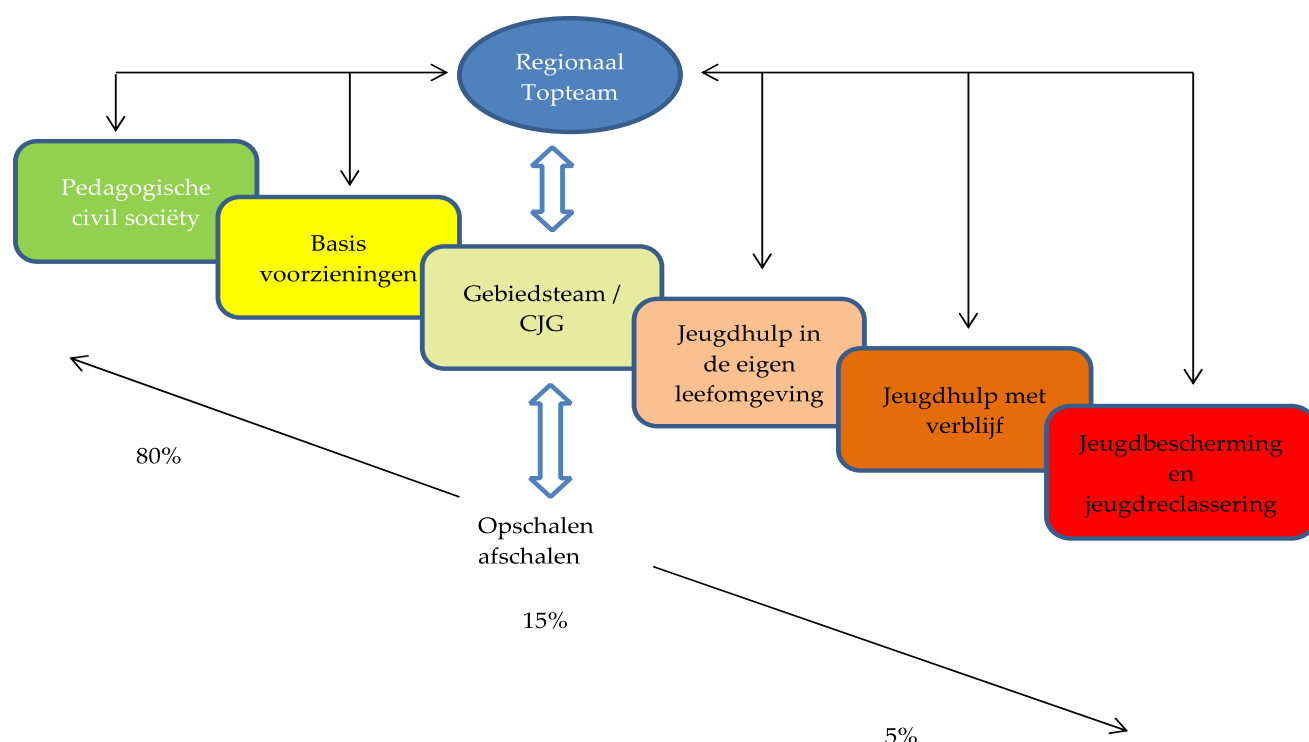 Regionaal
Topteam
Pedagogische
civil sociëty
Basis
voorzieningen
Gebiedsteam /
CJG
Jeugdhulp in
de eigen
leefomgeving
Jeugdhulp met
verblijf
Jeugdbescherming
en
jeugdreclassering
80%
Opschalen
afschalen
15%
5%